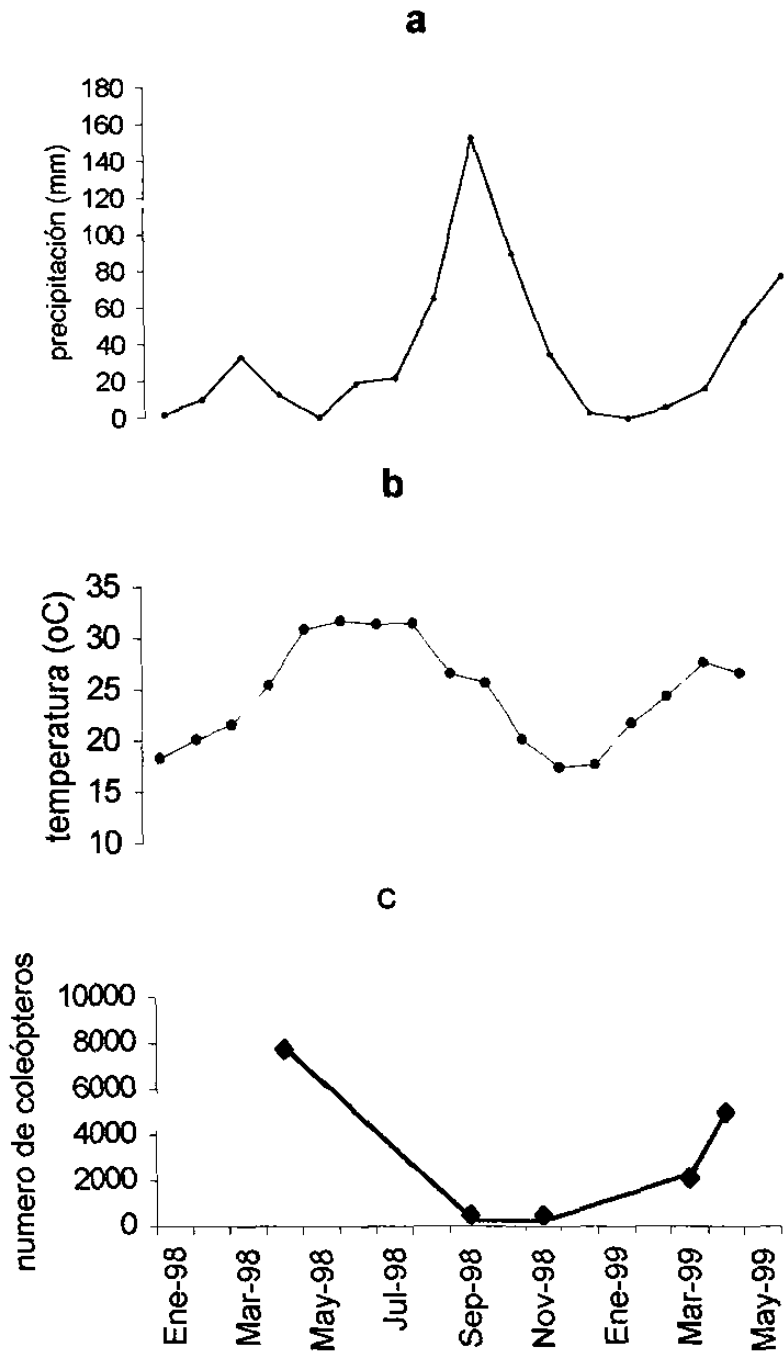 a
precipitación (mm)
180
160
140
120
100
80
60
40
20
0
b
temperatura (oC)
35
30
25
20
15
10
c
numero de coleópteros
10000
8000
6000
4000
2000
0
Ene-98
Mar-98
May-98
Jul-98
Sep-98
Nov-98
Ene-99
Mar-99
May-99